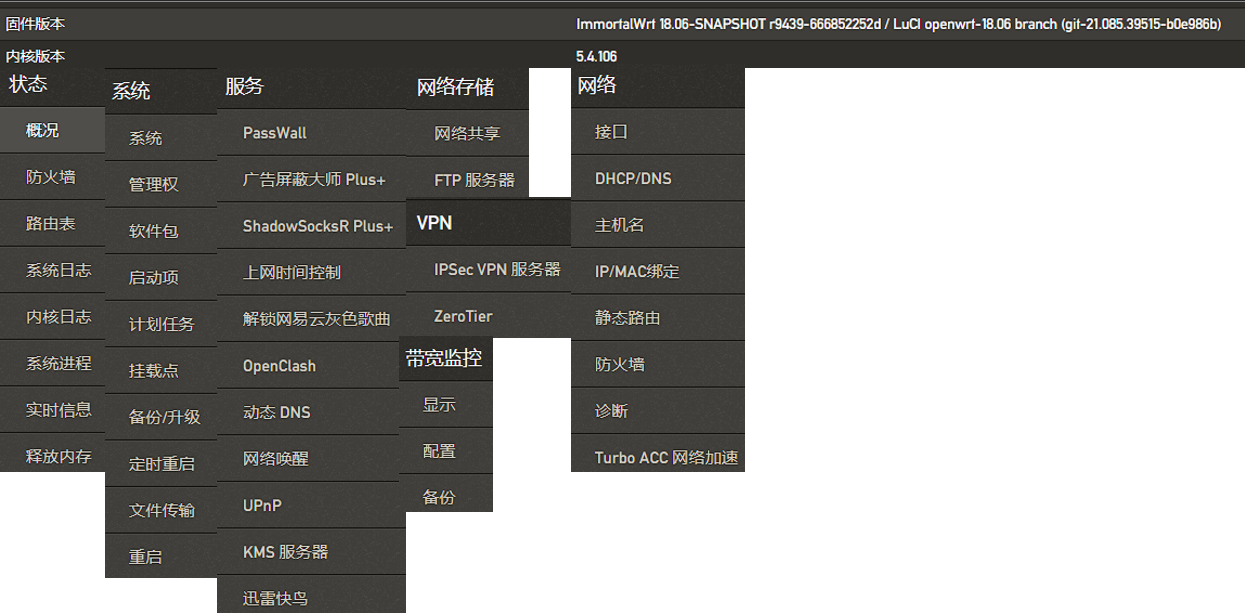 固件版本 ImmortalWrt 18.06-SNAPSHOT r9439-666852252d / LuCI openwrt-18.06 branch (git-21.085.39515-b0e986b)
内核版本 5.4.106
状态
概况
防火墙
路由表
系统日志
内核日志
系统进程
实时信息
释放内存
系统
系统
管理权
软件包
启动项
计划任务
挂载点
备份/升级
定时重启
文件传输
重启
服务
PassWall
广告屏蔽大师 Plus+
ShadowSocksR Plus+
上网时间控制
解锁网易云灰色歌曲
OpenClash
动态 DNS
网络唤醒
UPnP
KMS 服务器
迅雷快鸟
网络存储
网络共享
FTP 服务器
VPN
IPSec VPN 服务器
ZeroTier
带宽监控
显示
配置
备份
网络
接口
DHCP/DNS
主机名
IP/MAC绑定
静态路由
防火墙
诊断
Turbo ACC 网络加速